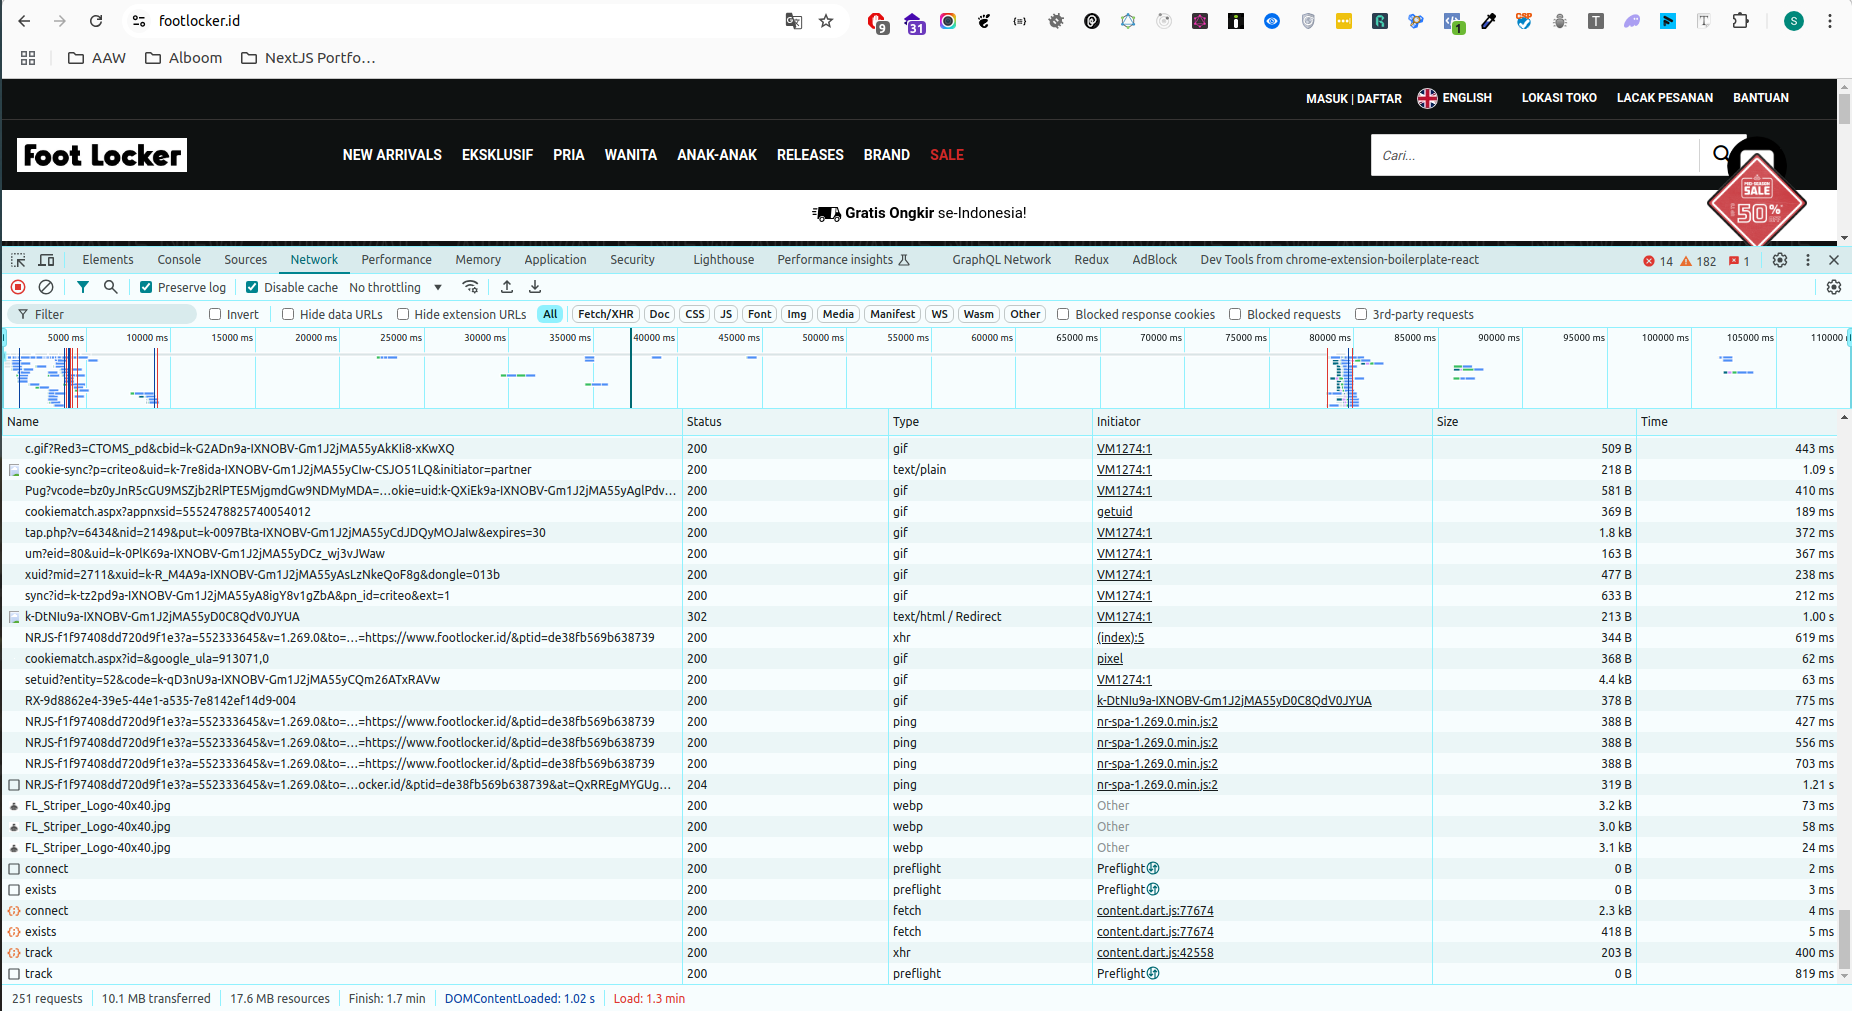 footlocker.id
9
31
1
S
AAW
Alboom
NextJS Portfo...
MASUK | DAFTAR
ENGLISH
LOKASI TOKO
LACAK PESANAN
BANTUAN
Foot Locker
NEW ARRIVALS
EKSKLUSIF
PRIA
WANITA
ANAK-ANAK
RELEASES
BRAND
SALE
Cari...
SALE
50%
Gratis Ongkir se-Indonesia!
Elements
Console
Sources
Network
Performance
Memory
Application
Security
Lighthouse
Performance insights
GraphQL Network
Redux
AdBlock
Dev Tools from chrome-extension-boilerplate-react
14
182
1
Preserve log
Disable cache
No throttling
Filter
Invert
Hide data URLs
Hide extension URLs
All
Fetch/XHR
Doc
CSS
JS
Font
Img
Media
Manifest
WS
Wasm
Other
Blocked response cookies
Blocked requests
3rd-party requests
5000 ms
10000 ms
15000 ms
20000 ms
25000 ms
30000 ms
35000 ms
40000 ms
45000 ms
50000 ms
55000 ms
60000 ms
65000 ms
70000 ms
75000 ms
80000 ms
85000 ms
90000 ms
95000 ms
100000 ms
105000 ms
110000
Name Status Type Initiator Size Time
c.gif?Red3=CTOMS_pd&cbid=k-G2ADn9a-IXNOBV-Gm1J2jMA55yAkKIi8-xKwXQ 200 gif VM1274:1 509 B 443 ms
cookie-sync?p=criteo&uid=k-7re8ida-IXNOBV-Gm1J2jMA55yCIw-CSJO51LQ&initiator=partner 200 text/plain VM1274:1 218 B 1.09 s
Pug?vcode=bz0yJnR5cGU9MSZjb2RlPTE5MjgmdGw9NDMyMDA=...okie=uid:k-QXiEk9a-IXNOBV-Gm1J2jMA55yAglPdv... 200 gif VM1274:1 581 B 410 ms
cookiematch.aspx?appnxsid=5552478825740054012 200 gif getuid 369 B 189 ms
tap.php?v=6434&nid=2149&put=k-0097Bta-IXNOBV-Gm1J2jMA55yCdJDQyMOJaIw&expires=30 200 gif VM1274:1 1.8 kB 372 ms
um?eid=80&uid=k-0PlK69a-IXNOBV-Gm1J2jMA55yDCz_wj3vJWaw 200 gif VM1274:1 163 B 367 ms
xuid?mid=2711&xuid=k-R_M4A9a-IXNOBV-Gm1J2jMA55yAsLzNkeQoF8g&dongle=013b 200 gif VM1274:1 477 B 238 ms
sync?id=k-tz2pd9a-IXNOBV-Gm1J2jMA55yA8igY8v1gZbA&pn_id=criteo&ext=1 200 gif VM1274:1 633 B 212 ms
k-DtNIu9a-IXNOBV-Gm1J2jMA55yD0C8QdV0JYUA 302 text/html / Redirect VM1274:1 213 B 1.00 s
NRJS-f1f97408dd720d9f1e3?a=552333645&v=1.269.0&to=...=https://www.footlocker.id/&ptid=de38fb569b638739 200 xhr (index):5 344 B 619 ms
cookiematch.aspx?id=&google_ula=913071,0 200 gif pixel 368 B 62 ms
setuid?entity=52&code=k-qD3nU9a-IXNOBV-Gm1J2jMA55yCQm26ATxRAVw 200 gif VM1274:1 4.4 kB 63 ms
RX-9d8862e4-39e5-44e1-a535-7e8142ef14d9-004 200 gif k-DtNIu9a-IXNOBV-Gm1J2jMA55yD0C8QdV0JYUA 378 B 775 ms
NRJS-f1f97408dd720d9f1e3?a=552333645&v=1.269.0&to=...=https://www.footlocker.id/&ptid=de38fb569b638739 200 ping nr-spa-1.269.0.min.js:2 388 B 427 ms
NRJS-f1f97408dd720d9f1e3?a=552333645&v=1.269.0&to=...=https://www.footlocker.id/&ptid=de38fb569b638739 200 ping nr-spa-1.269.0.min.js:2 388 B 556 ms
NRJS-f1f97408dd720d9f1e3?a=552333645&v=1.269.0&to=...=https://www.footlocker.id/&ptid=de38fb569b638739 200 ping nr-spa-1.269.0.min.js:2 388 B 703 ms
NRJS-f1f97408dd720d9f1e3?a=552333645&v=1.269.0&to=...ocker.id/&ptid=de38fb569b638739&at=QxRREgMYGUg... 204 ping nr-spa-1.269.0.min.js:2 319 B 1.21 s
FL_Striper_Logo-40x40.jpg 200 webp Other 3.2 kB 73 ms
FL_Striper_Logo-40x40.jpg 200 webp Other 3.0 kB 58 ms
FL_Striper_Logo-40x40.jpg 200 webp Other 3.1 kB 24 ms
connect 200 preflight Preflight 0 B 2 ms
exists 200 preflight Preflight 0 B 3 ms
connect 200 fetch content.dart.js:77674 2.3 kB 4 ms
exists 200 fetch content.dart.js:77674 418 B 5 ms
track 200 xhr content.dart.js:42558 203 B 400 ms
track 200 preflight Preflight 0 B 819 ms
251 requests
10.1 MB transferred
17.6 MB resources
Finish: 1.7 min
DOMContentLoaded: 1.02 s
Load: 1.3 min